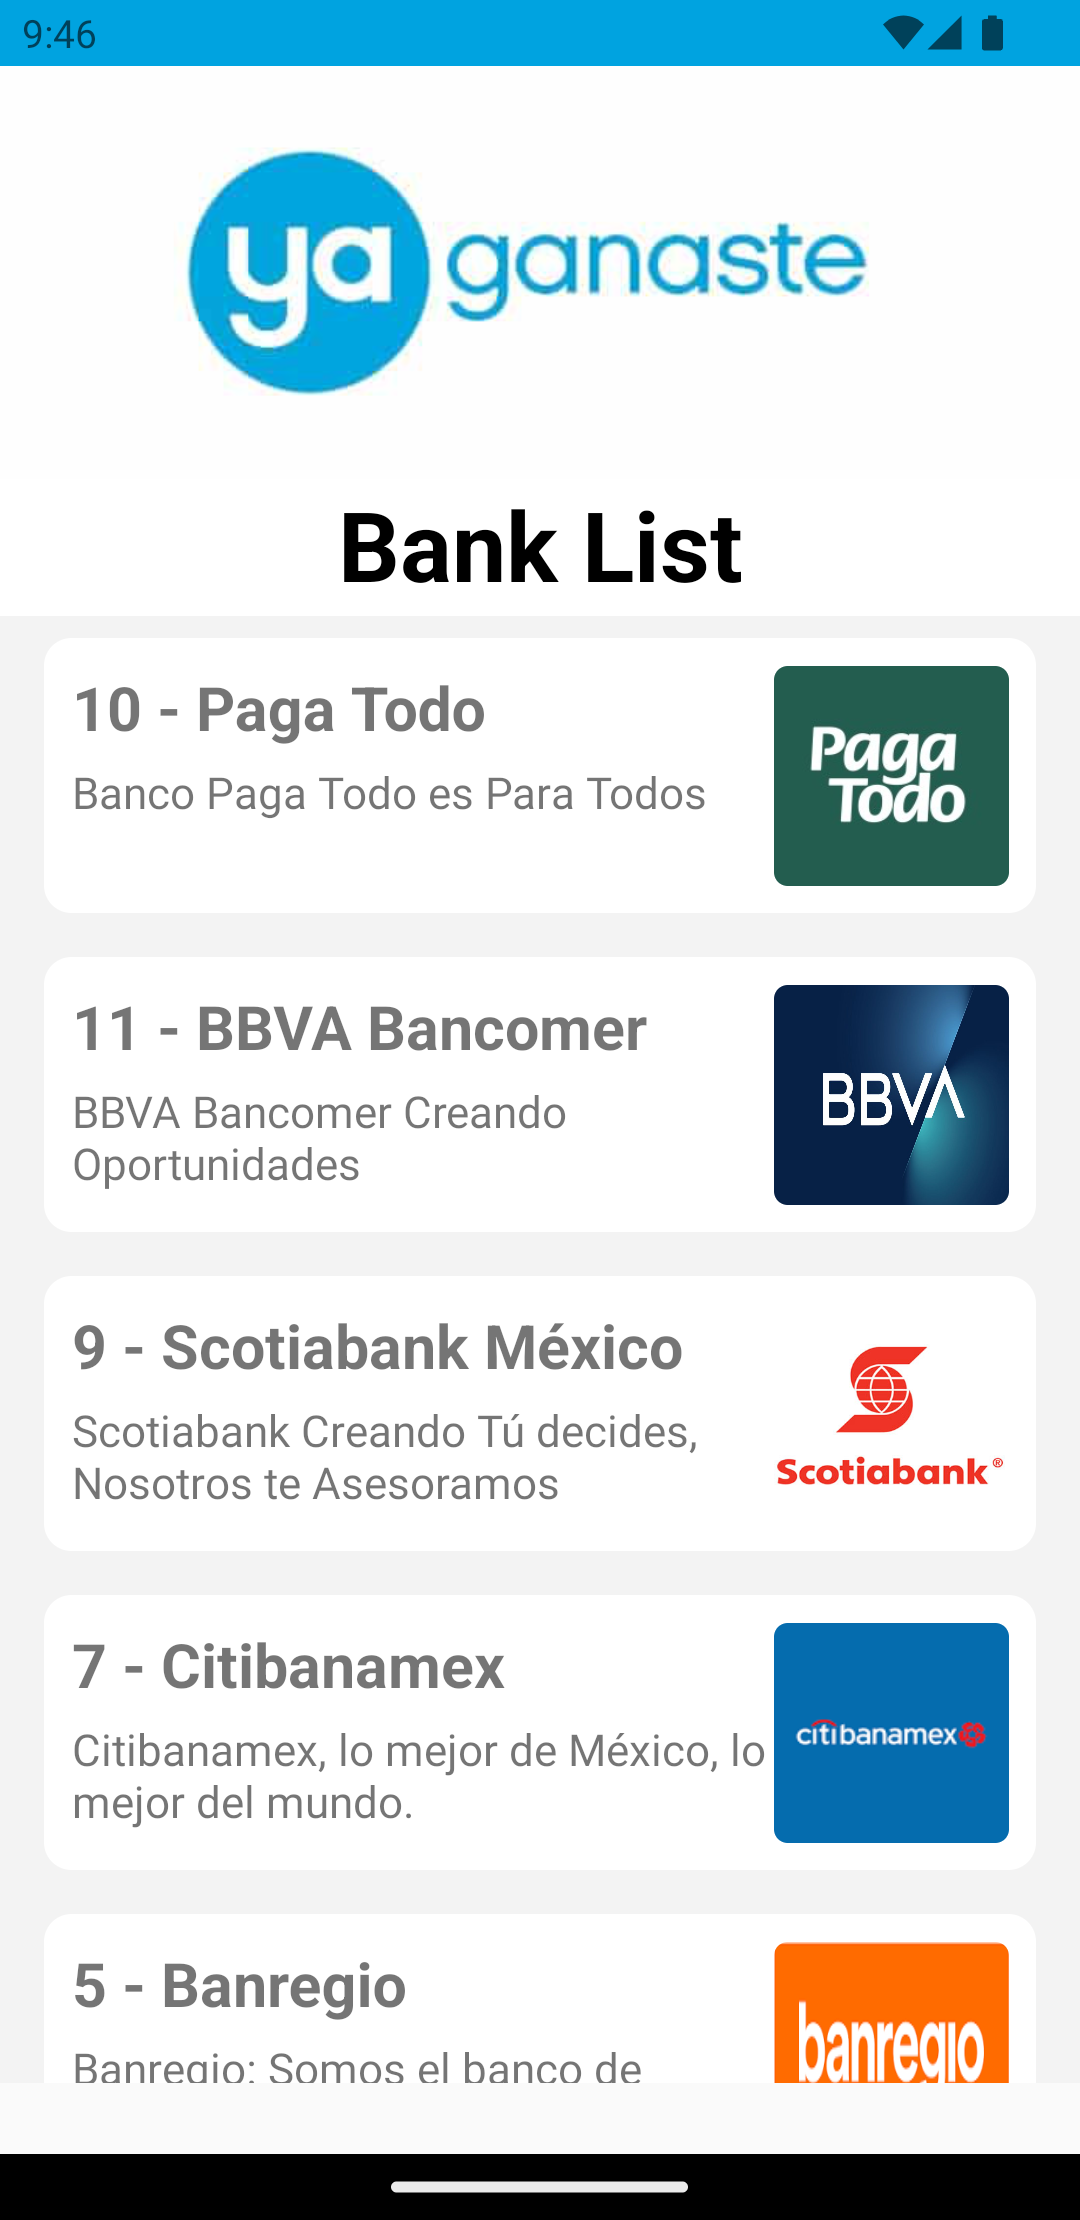 9:46
ya ganaste
Bank List
10 - Paga Todo
Banco Paga Todo es Para Todos
Paga
Todo
11 - BBVA Bancomer
BBVA Bancomer Creando
Oportunidades
BBVA
9 - Scotiabank México
Scotiabank Creando Tú decides,
Nosotros te Asesoramos
Scotiabank®
7 - Citibanamex
Citibanamex, lo mejor de México, lo
mejor del mundo.
citibanamex
5 - Banregio
Banregio: Somos el banco de
banregio